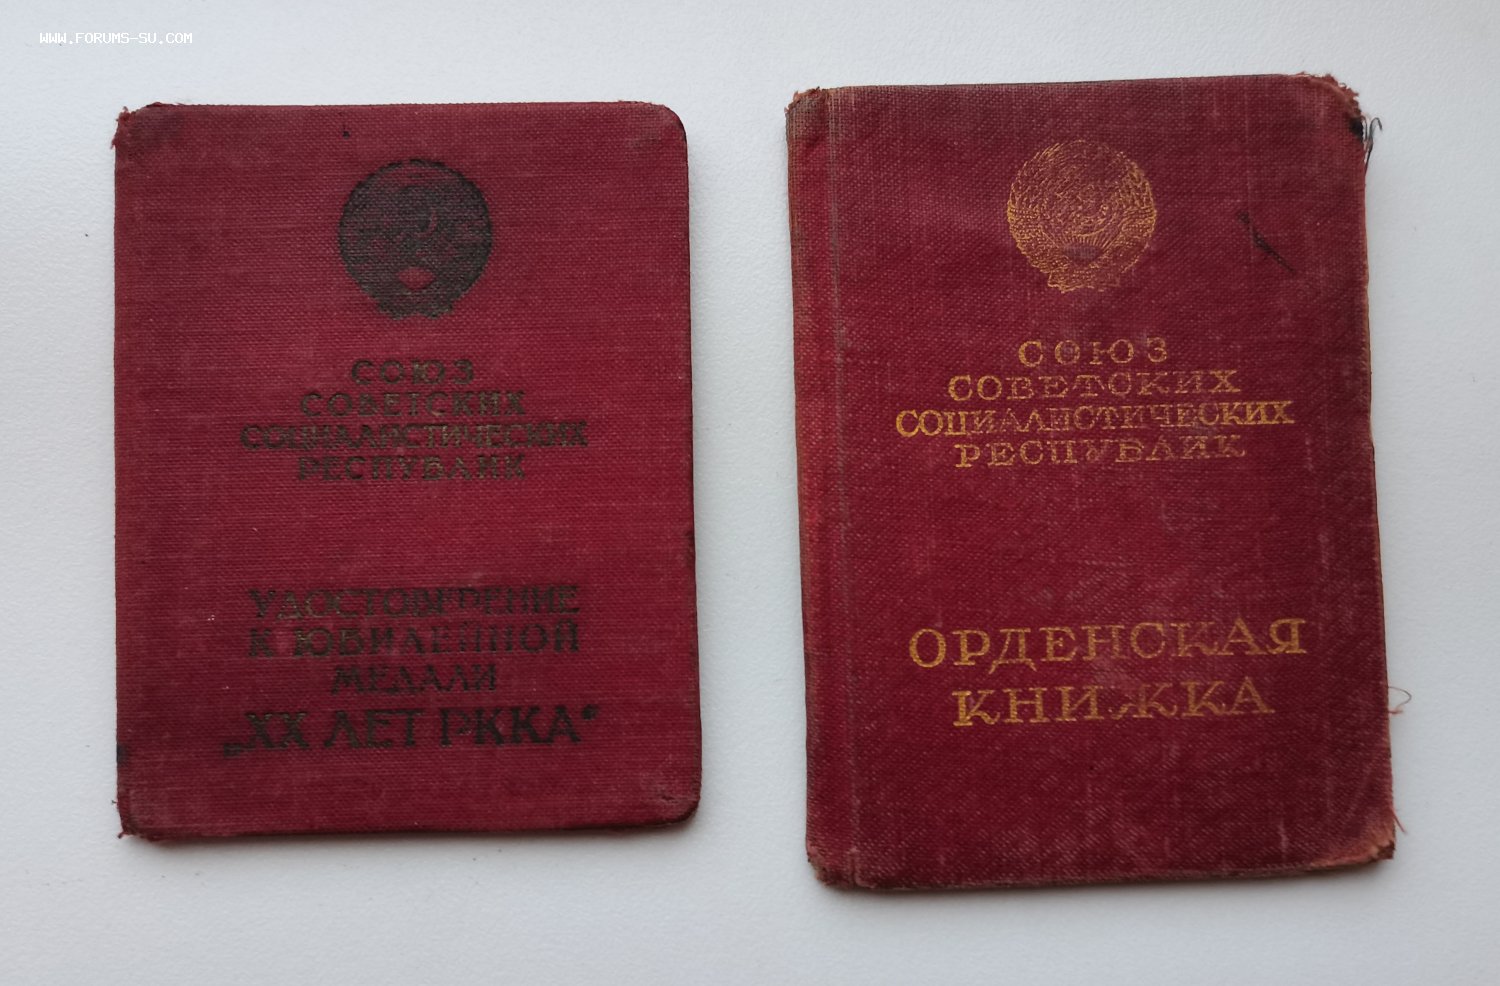 WWW.FORUMS-SU.COM
СОЮЗ
СОВЕТСКИХ
СОЦИАЛИСТИЧЕСКИХ
РЕСПУБЛИК
УДОСТОВЕРЕНИЕ
К ЮБИЛЕЙНОЙ
МЕДАЛИ
„XX ЛЕТ РККА“
СОЮЗ
СОВЕТСКИХ
СОЦИАЛИСТИЧЕСКИХ
РЕСПУБЛИК
ОРДЕНСКАЯ
КНИЖКА